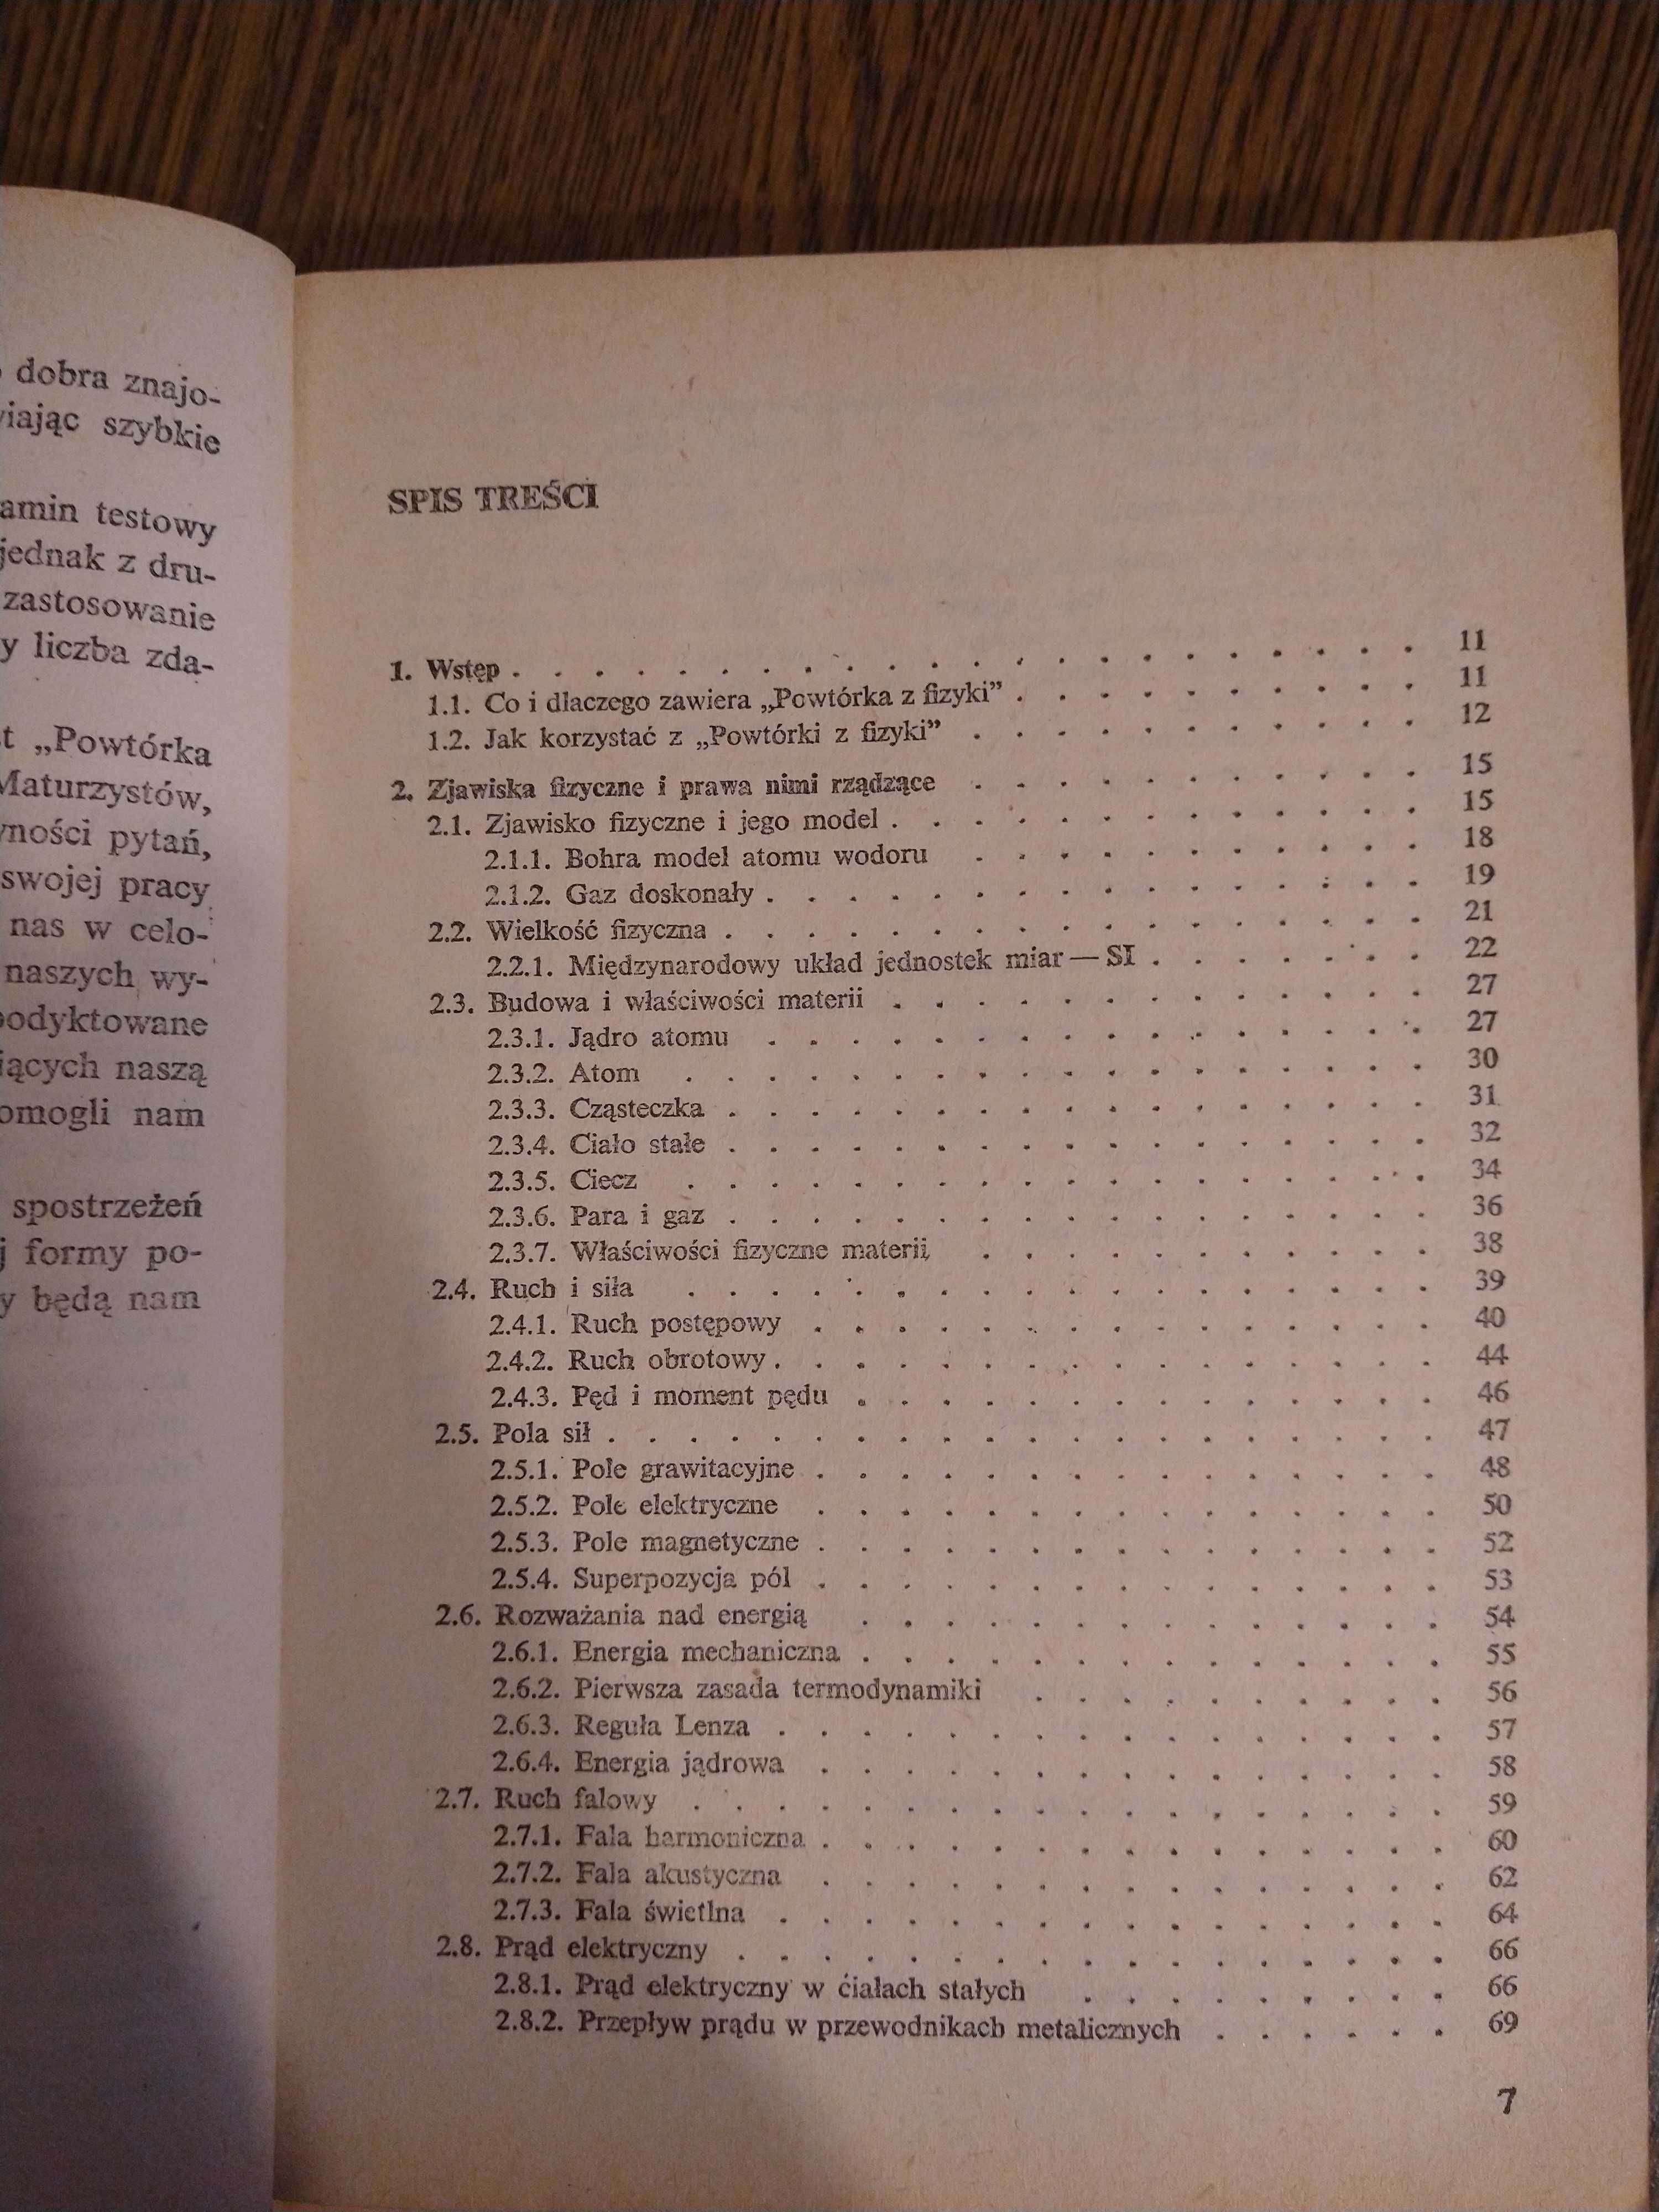 dobra znajo-
iając szybkie
amin testowy
jednak z dru-
zastosowanie
y liczba zda-
t „Powtórka
Maturzystów,
ności pytań,
swojej pracy
nas w celo-
naszych wy-
podyktowane
iących naszą
omogli nam
spostrzeżeń
j formy po-
y będą nam
SPIS TREŚCI
1. Wstęp . . . . . . . . . . . . . . . . . . . . . . 11
1.1. Co i dlaczego zawiera „Powtórka z fizyki” . . . . . . . . . . 11
1.2. Jak korzystać z „Powtórki z fizyki” . . . . . . . . . . . 12
2. Zjawiska fizyczne i prawa nimi rządzące . . . . . . . . . . . 15
2.1. Zjawisko fizyczne i jego model . . . . . . . . . . . . . 15
2.1.1. Bohra model atomu wodoru . . . . . . . . . . . 18
2.1.2. Gaz doskonały . . . . . . . . . . . . . . . . 19
2.2. Wielkość fizyczna . . . . . . . . . . . . . . . . . 21
2.2.1. Międzynarodowy układ jednostek miar — SI . . . . . . . 22
2.3. Budowa i właściwości materii . . . . . . . . . . . . . 27
2.3.1. Jądro atomu . . . . . . . . . . . . . . . . 27
2.3.2. Atom . . . . . . . . . . . . . . . . . . 30
2.3.3. Cząsteczka . . . . . . . . . . . . . . . . . 31
2.3.4. Ciało stałe . . . . . . . . . . . . . . . . . 32
2.3.5. Ciecz . . . . . . . . . . . . . . . . . . 34
2.3.6. Para i gaz . . . . . . . . . . . . . . . . . 36
2.3.7. Właściwości fizyczne materii . . . . . . . . . . . 38
2.4. Ruch i siła . . . . . . . . . . . . . . . . . . 39
2.4.1. Ruch postępowy . . . . . . . . . . . . . . . 40
2.4.2. Ruch obrotowy . . . . . . . . . . . . . . . . 44
2.4.3. Pęd i moment pędu . . . . . . . . . . . . . . 46
2.5. Pola sił . . . . . . . . . . . . . . . . . . . . 47
2.5.1. Pole grawitacyjne . . . . . . . . . . . . . . . 48
2.5.2. Pole elektryczne . . . . . . . . . . . . . . . 50
2.5.3. Pole magnetyczne . . . . . . . . . . . . . . . 52
2.5.4. Superpozycja pól . . . . . . . . . . . . . . . 53
2.6. Rozważania nad energią . . . . . . . . . . . . . . 54
2.6.1. Energia mechaniczna . . . . . . . . . . . . . . 55
2.6.2. Pierwsza zasada termodynamiki . . . . . . . . . . 56
2.6.3. Reguła Lenza . . . . . . . . . . . . . . . . 57
2.6.4. Energia jądrowa . . . . . . . . . . . . . . . 58
2.7. Ruch falowy . . . . . . . . . . . . . . . . . . 59
2.7.1. Fala harmoniczna . . . . . . . . . . . . . . . 60
2.7.2. Fala akustyczna . . . . . . . . . . . . . . . 62
2.7.3. Fala świetlna . . . . . . . . . . . . . . . . 64
2.8. Prąd elektryczny . . . . . . . . . . . . . . . . . 66
2.8.1. Prąd elektryczny w ciałach stałych . . . . . . . . . 66
2.8.2. Przepływ prądu w przewodnikach metalicznych . . . . . . 69
7